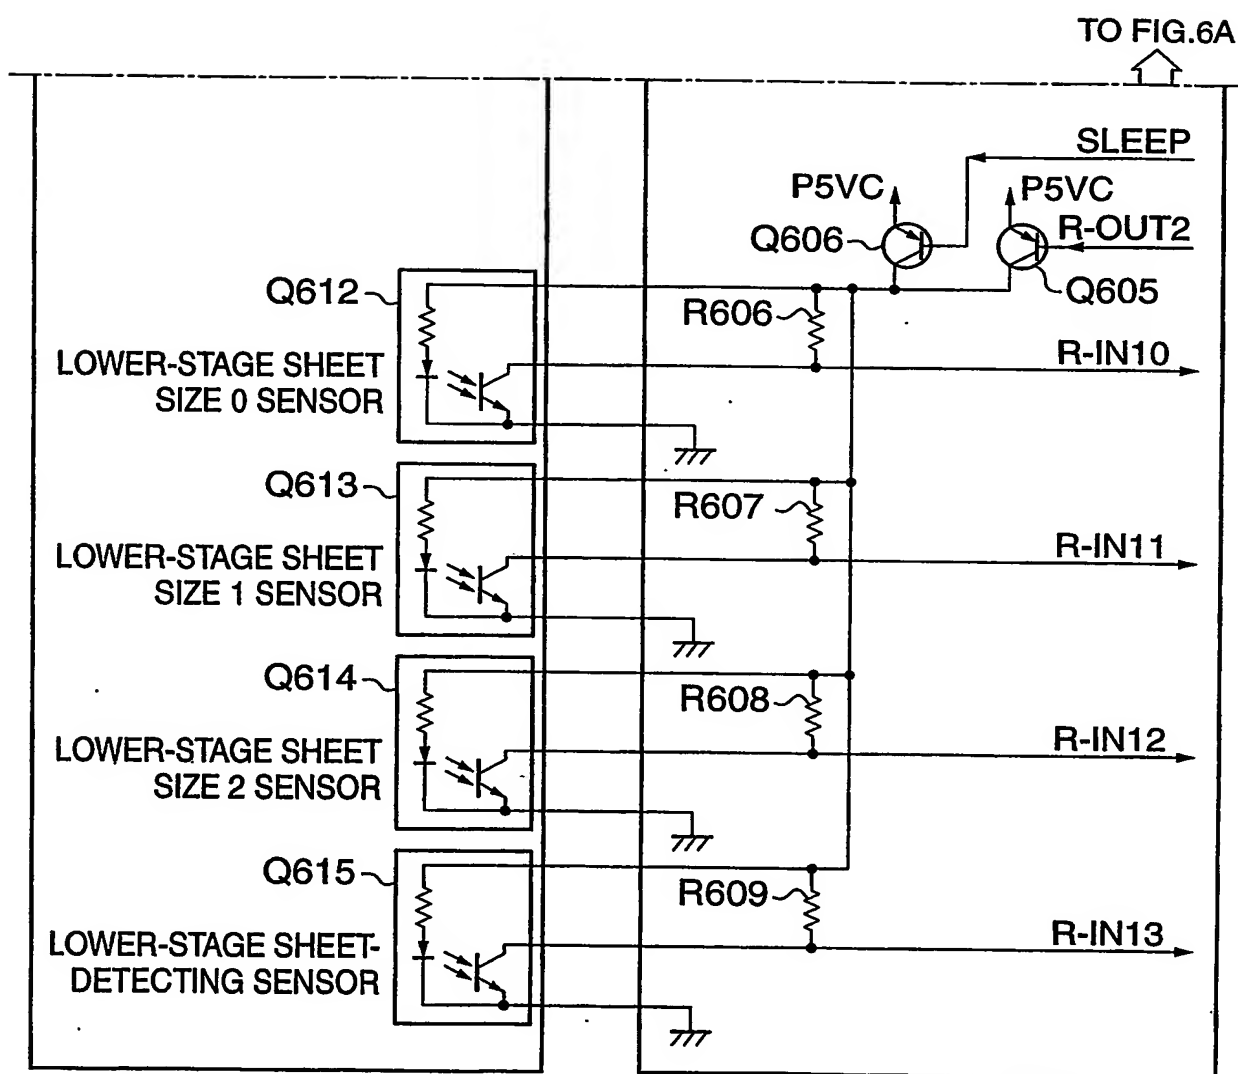 TO FIG.6A
SLEEP
P5VC
P5VC
Q606
R-OUT2
Q605
Q612
R606
LOWER-STAGE SHEET
SIZE 0 SENSOR
R-IN10
Q613
R607
LOWER-STAGE SHEET
SIZE 1 SENSOR
R-IN11
Q614
R608
LOWER-STAGE SHEET
SIZE 2 SENSOR
R-IN12
Q615
R609
LOWER-STAGE SHEET-
DETECTING SENSOR
R-IN13